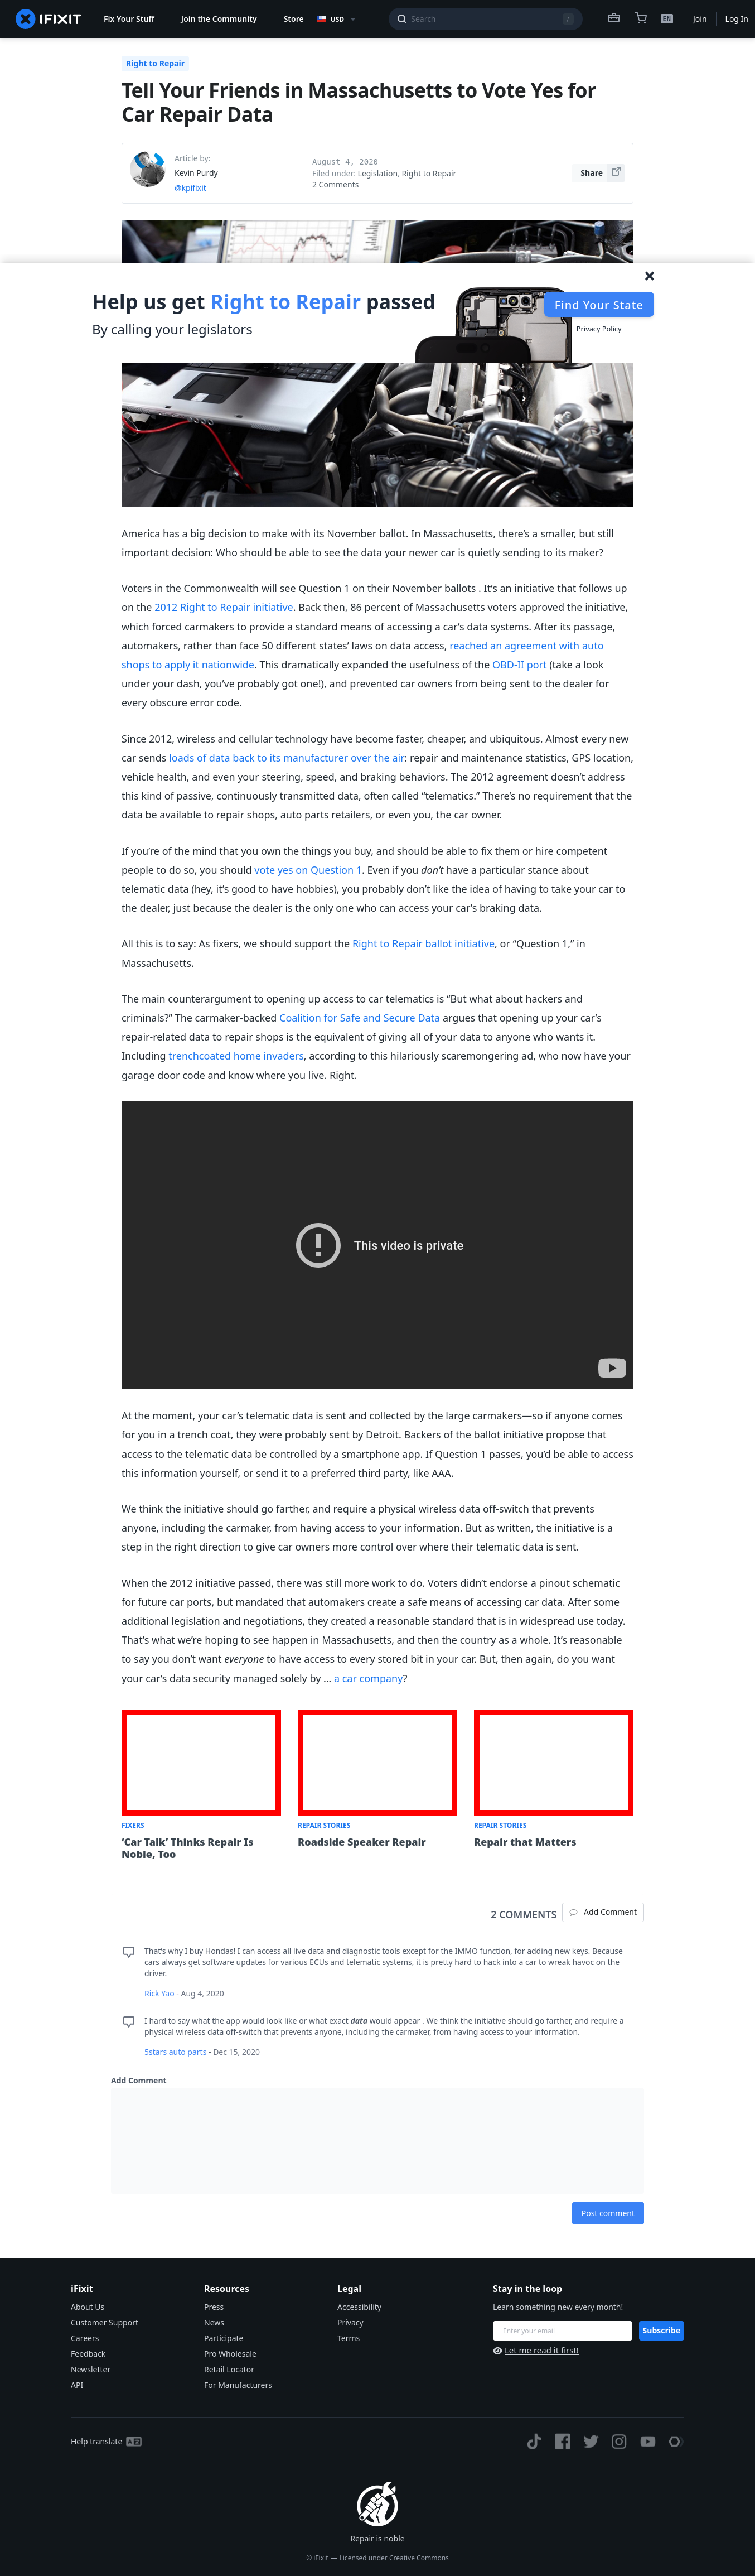 IFIXIT
Fix Your Stuff
Join the Community
Store
USD
Search
/
EN
Join
Log In
Right to Repair
Tell Your Friends in Massachusetts to Vote Yes for
Car Repair Data
Article by:
Kevin Purdy
@kpifixit
August 4, 2020
Filed under: Legislation, Right to Repair
2 Comments
Share
Help us get Right to Repair passed
By calling your legislators
Find Your State
Privacy Policy
America has a big decision to make with its November ballot. In Massachusetts, there’s a smaller, but still
important decision: Who should be able to see the data your newer car is quietly sending to its maker?
Voters in the Commonwealth will see Question 1 on their November ballots . It’s an initiative that follows up
on the 2012 Right to Repair initiative. Back then, 86 percent of Massachusetts voters approved the initiative,
which forced carmakers to provide a standard means of accessing a car’s data systems. After its passage,
automakers, rather than face 50 different states’ laws on data access, reached an agreement with auto
shops to apply it nationwide. This dramatically expanded the usefulness of the OBD-II port (take a look
under your dash, you’ve probably got one!), and prevented car owners from being sent to the dealer for
every obscure error code.
Since 2012, wireless and cellular technology have become faster, cheaper, and ubiquitous. Almost every new
car sends loads of data back to its manufacturer over the air: repair and maintenance statistics, GPS location,
vehicle health, and even your steering, speed, and braking behaviors. The 2012 agreement doesn’t address
this kind of passive, continuously transmitted data, often called “telematics.” There’s no requirement that the
data be available to repair shops, auto parts retailers, or even you, the car owner.
If you’re of the mind that you own the things you buy, and should be able to fix them or hire competent
people to do so, you should vote yes on Question 1. Even if you don’t have a particular stance about
telematic data (hey, it’s good to have hobbies), you probably don’t like the idea of having to take your car to
the dealer, just because the dealer is the only one who can access your car’s braking data.
All this is to say: As fixers, we should support the Right to Repair ballot initiative, or “Question 1,” in
Massachusetts.
The main counterargument to opening up access to car telematics is “But what about hackers and
criminals?” The carmaker-backed Coalition for Safe and Secure Data argues that opening up your car’s
repair-related data to repair shops is the equivalent of giving all of your data to anyone who wants it.
Including trenchcoated home invaders, according to this hilariously scaremongering ad, who now have your
garage door code and know where you live. Right.
This video is private
At the moment, your car’s telematic data is sent and collected by the large carmakers—so if anyone comes
for you in a trench coat, they were probably sent by Detroit. Backers of the ballot initiative propose that
access to the telematic data be controlled by a smartphone app. If Question 1 passes, you’d be able to access
this information yourself, or send it to a preferred third party, like AAA.
We think the initiative should go farther, and require a physical wireless data off-switch that prevents
anyone, including the carmaker, from having access to your information. But as written, the initiative is a
step in the right direction to give car owners more control over where their telematic data is sent.
When the 2012 initiative passed, there was still more work to do. Voters didn’t endorse a pinout schematic
for future car ports, but mandated that automakers create a safe means of accessing car data. After some
additional legislation and negotiations, they created a reasonable standard that is in widespread use today.
That’s what we’re hoping to see happen in Massachusetts, and then the country as a whole. It’s reasonable
to say you don’t want everyone to have access to every stored bit in your car. But, then again, do you want
your car’s data security managed solely by … a car company?
FIXERS
‘Car Talk’ Thinks Repair Is
Noble, Too
REPAIR STORIES
Roadside Speaker Repair
REPAIR STORIES
Repair that Matters
2 COMMENTS
Add Comment
That’s why I buy Hondas! I can access all live data and diagnostic tools except for the IMMO function, for adding new keys. Because
cars always get software updates for various ECUs and telematic systems, it is pretty hard to hack into a car to wreak havoc on the
driver.
Rick Yao - Aug 4, 2020
I hard to say what the app would look like or what exact data would appear . We think the initiative should go farther, and require a
physical wireless data off-switch that prevents anyone, including the carmaker, from having access to your information.
5stars auto parts - Dec 15, 2020
Add Comment
Post comment
iFixit
About Us
Customer Support
Careers
Feedback
Newsletter
API
Resources
Press
News
Participate
Pro Wholesale
Retail Locator
For Manufacturers
Legal
Accessibility
Privacy
Terms
Stay in the loop
Learn something new every month!
Enter your email
Subscribe
Let me read it first!
Help translate
Repair is noble
© iFixit — Licensed under Creative Commons